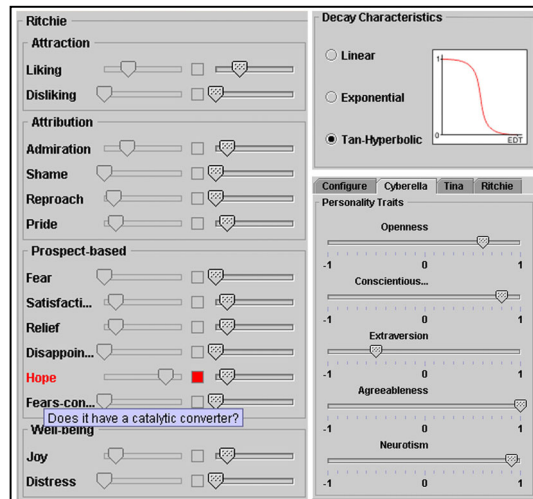 Ritchie
Attraction
Liking
Disliking
Attribution
Admiration
Shame
Reproach
Pride
Prospect-based
Fear
Satisfacti...
Relief
Disappoin...
Hope
Fears-con...
Does it have a catalytic converter?
Well-being
Joy
Distress
Decay Characteristics
Linear
Exponential
Tan-Hyperbolic
1
0
EDT
Configure Cyberella Tina Ritchie
Personality Traits
Openness
-1 0 1
Conscientious...
-1 0 1
Extraversion
-1 0 1
Agreeableness
-1 0 1
Neurotism
-1 0 1